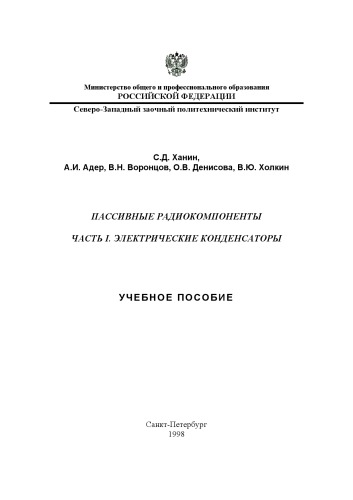 Министерство общего и профессионального образования
РОССИЙСКОЙ ФЕДЕРАЦИИ
Северо-Западный заочный политехнический институт
С.Д. Ханин,
А.И. Адер, В.Н. Воронцов, О.В. Денисова, В.Ю. Холкин
ПАССИВНЫЕ РАДИОКОМПОНЕНТЫ
ЧАСТЬ I. ЭЛЕКТРИЧЕСКИЕ КОНДЕНСАТОРЫ
УЧЕБНОЕ ПОСОБИЕ
Санкт-Петербург
1998